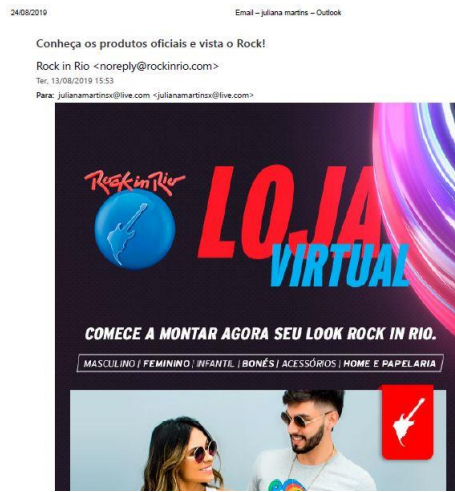 24/08/2019 Email – juliana martins – Outlook
Conheça os produtos oficiais e vista o Rock!
Rock in Rio <noreply@rockinrio.com>
Ter, 13/08/2019 15:53
Para: julianamartinsx@live.com <julianamartinsx@live.com>
Rock in Rio
LOJA
VIRTUAL
COMECE A MONTAR AGORA SEU LOOK ROCK IN RIO.
MASCULINO | FEMININO | INFANTIL | BONÉS | ACESSÓRIOS | HOME E PAPELARIA